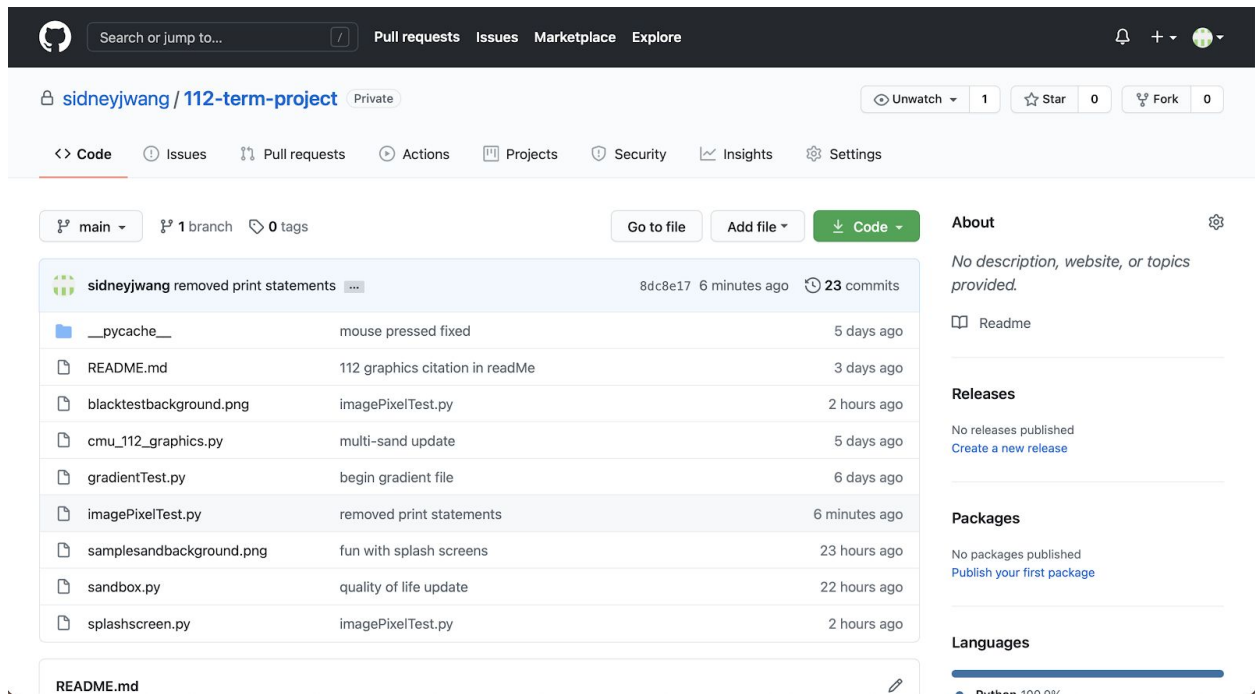 Search or jump to... / Pull requests Issues Marketplace Explore
sidneyjwang / 112-term-project Private Unwatch 1 Star 0 Fork 0
<> Code Issues Pull requests Actions Projects Security Insights Settings
main 1 branch 0 tags Go to file Add file Code
sidneyjwang removed print statements ... 8dc8e17 6 minutes ago 23 commits
__pycache__ mouse pressed fixed 5 days ago
README.md 112 graphics citation in readMe 3 days ago
blacktestbackground.png imagePixelTest.py 2 hours ago
cmu_112_graphics.py multi-sand update 5 days ago
gradientTest.py begin gradient file 6 days ago
imagePixelTest.py removed print statements 6 minutes ago
samplesandbackground.png fun with splash screens 23 hours ago
sandbox.py quality of life update 22 hours ago
splashscreen.py imagePixelTest.py 2 hours ago
README.md
About
No description, website, or topics
provided.
Readme
Releases
No releases published
Create a new release
Packages
No packages published
Publish your first package
Languages
Python 100.0%